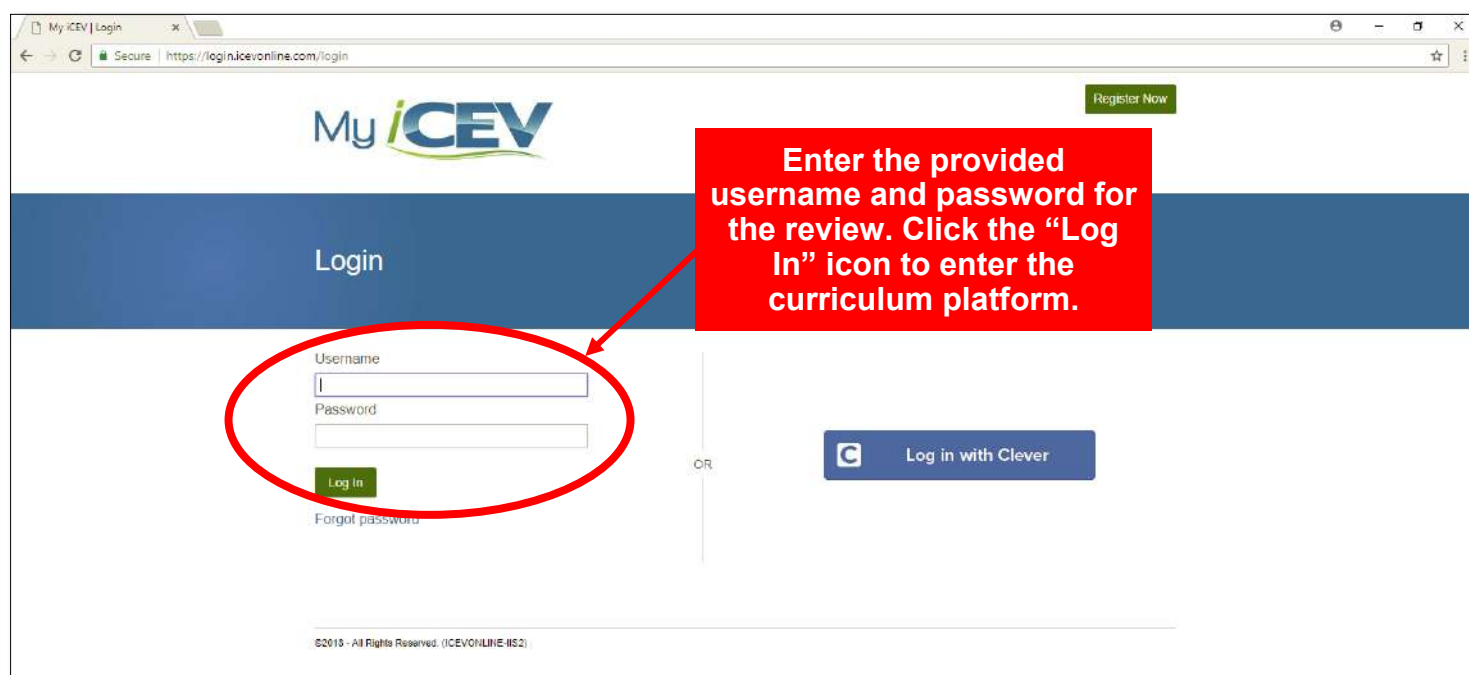 My iCEV | Login
Secure | https://login.icevonline.com/login
Register Now
My iCEV
Enter the provided
username and password for
the review. Click the “Log
In” icon to enter the
curriculum platform.
Login
Username
Password
OR
C Log in with Clever
Log In
Forgot password
©2018 - All Rights Reserved. (ICEVONLINE-IIS2)